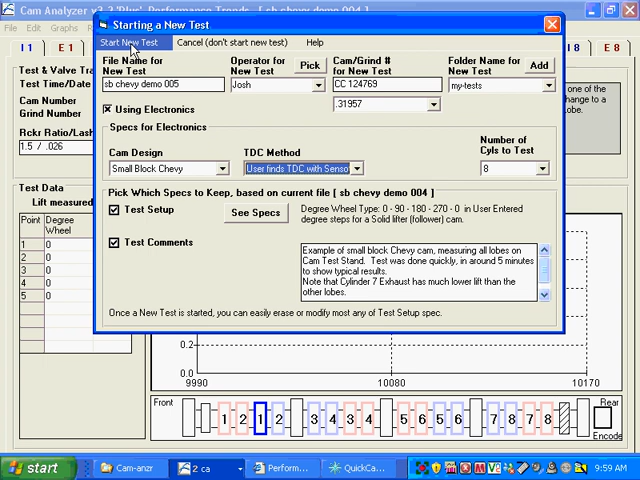 Cam Analyzer v3.2 'Plus' Performance Trends [ sb chevy demo 004 ]
File Edit Graphs
I 1 E 1 I 8 E 8
Starting a New Test
Start New Test Cancel (don't start new test) Help
File Name for New Test
sb chevy demo 005
Operator for New Test
Pick
Josh
Cam/Grind # for New Test
CC 124769
.31957
Folder Name for New Test
Add
my-tests
Using Electronics
Specs for Electronics
Cam Design
Small Block Chevy
TDC Method
User finds TDC with Senso
Number of Cyls to Test
8
Pick Which Specs to Keep, based on current file [ sb chevy demo 004 ]
Test Setup
See Specs
Degree Wheel Type: 0 - 90 - 180 - 270 - 0 in User Entered
degree steps for a Solid lifter (follower) cam.
Test Comments
Example of small block Chevy cam, measuring all lobes on
Cam Test Stand. Test was done quickly, in around 5 minutes
to show typical results.
Note that Cylinder 7 Exhaust has much lower lift than the
other lobes.
Once a New Test is started, you can easily erase or modify most any of Test Setup spec.
Test & Valve Tra
Test Time/Date
Cam Number
Grind Number
Rckr Ratio/Lash
1.5 / .026
one of the
hange to a
obe.
Test Data
Lift measured
Point Degree Wheel
1 0
2 0
3 0
4 0
5 0
0.2
0.0
9990 10080 10170
Front
1 2 1 2 3 4 3 4 5 6 5 6 7 8 7 8
Rear
Encode
start Cam-anzr 2 ca Perform... QuickCa... 9:59 AM